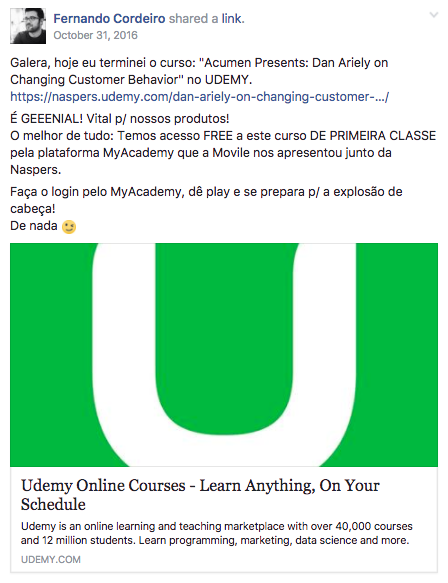 Fernando Cordeiro shared a link.
October 31, 2016
Galera, hoje eu terminei o curso: "Acumen Presents: Dan Ariely on
Changing Customer Behavior" no UDEMY.
https://naspers.udemy.com/dan-ariely-on-changing-customer-.../
É GEEENIAL! Vital p/ nossos produtos!
O melhor de tudo: Temos acesso FREE a este curso DE PRIMEIRA CLASSE
pela plataforma MyAcademy que a Movile nos apresentou junto da
Naspers.
Faça o login pelo MyAcademy, dê play e se prepara p/ a explosão de
cabeça!
De nada 😉
Udemy Online Courses - Learn Anything, On Your
Schedule
Udemy is an online learning and teaching marketplace with over 40,000 courses
and 12 million students. Learn programming, marketing, data science and more.
UDEMY.COM